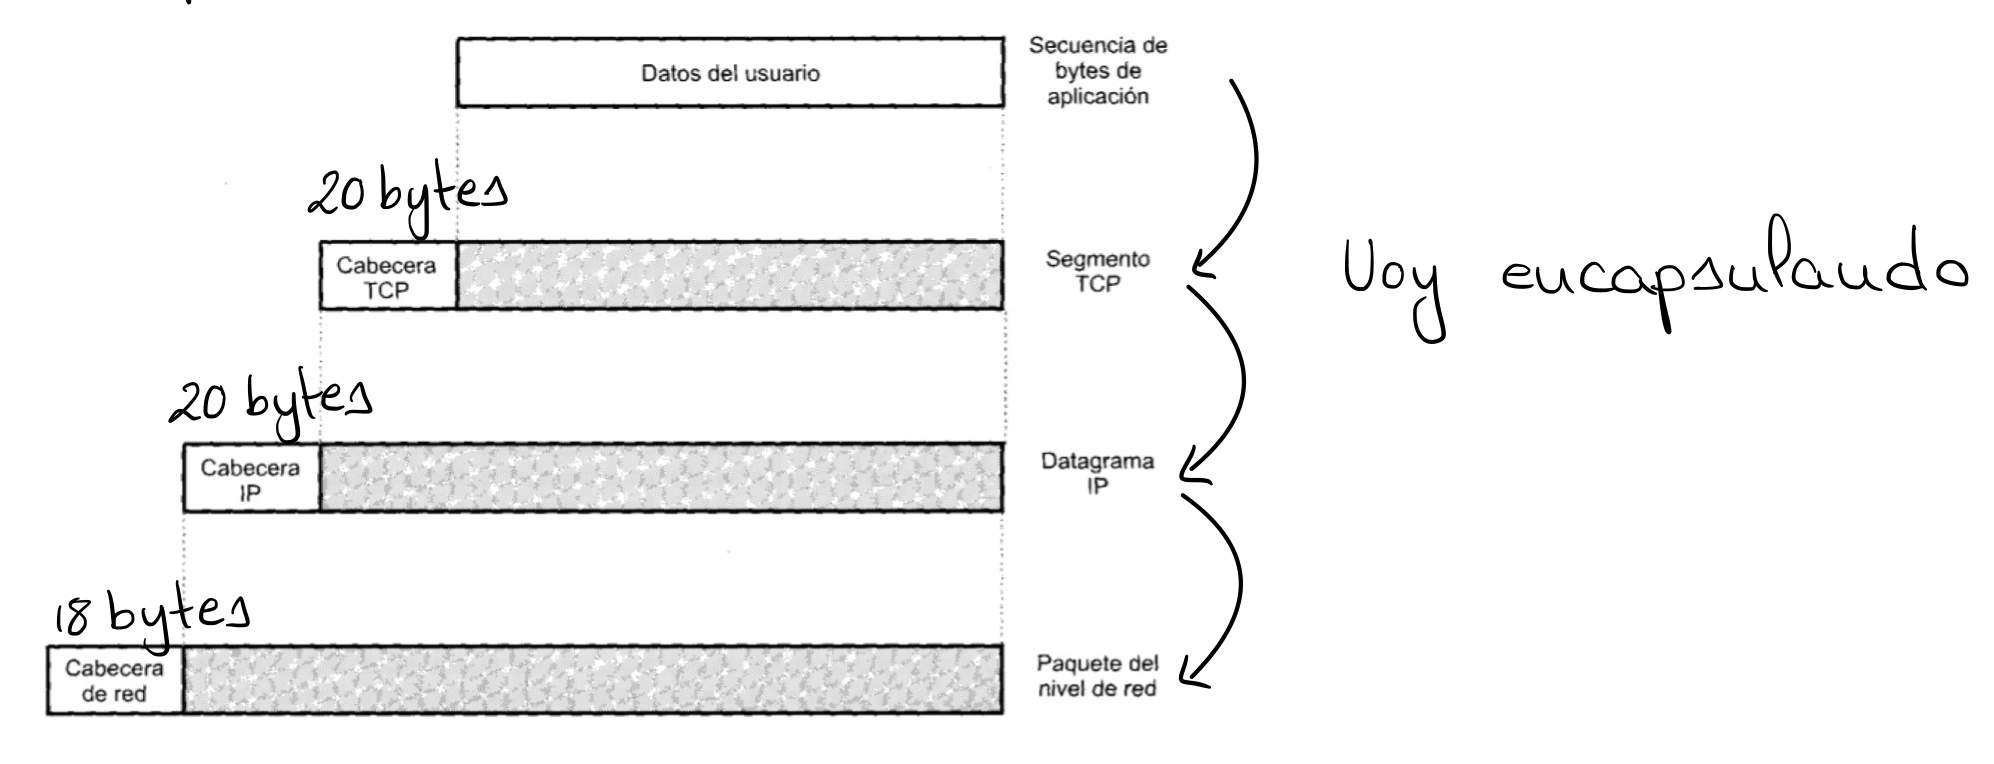 Datos del usuario
Secuencia de
bytes de
aplicación
20 bytes
Cabecera
TCP
Segmento
TCP
Voy encapsulando
20 bytes
Cabecera
IP
Datagrama
IP
18 bytes
Cabecera
de red
Paquete del
nivel de red